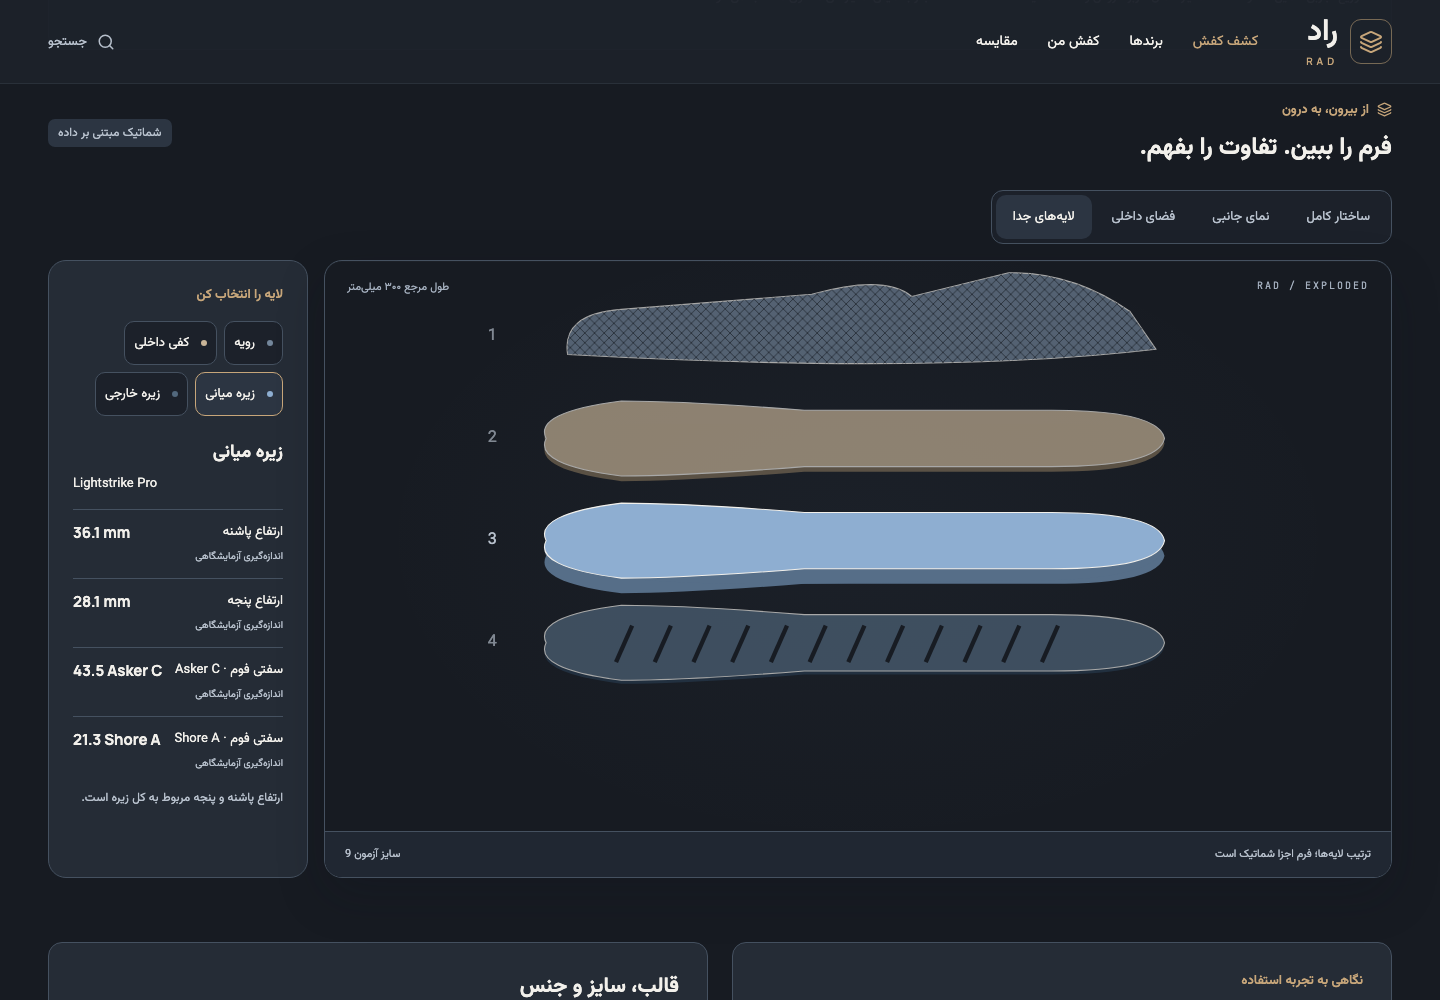 راد
RAD
کشف کفش
برندها
کفش من
مقایسه
جستجو
از بیرون، به درون
فرم را ببین. تفاوت را بفهم.
شماتیک مبتنی بر داده
ساختار کامل
نمای جانبی
فضای داخلی
لایه‌های جدا
RAD / EXPLODED
طول مرجع ۳۰۰ میلی‌متر
1
2
3
4
ترتیب لایه‌ها؛ فرم اجزا شماتیک است
سایز آزمون 9
لایه را انتخاب کن
رویه
کفی داخلی
زیره میانی
زیره خارجی
زیره میانی
Lightstrike Pro
ارتفاع پاشنه
36.1 mm
اندازه‌گیری آزمایشگاهی
ارتفاع پنجه
28.1 mm
اندازه‌گیری آزمایشگاهی
سفتی فوم · Asker C
43.5 Asker C
اندازه‌گیری آزمایشگاهی
سفتی فوم · Shore A
21.3 Shore A
اندازه‌گیری آزمایشگاهی
ارتفاع پاشنه و پنجه مربوط به کل زیره است.
نگاهی به تجربه استفاده
قالب، سایز و جنس